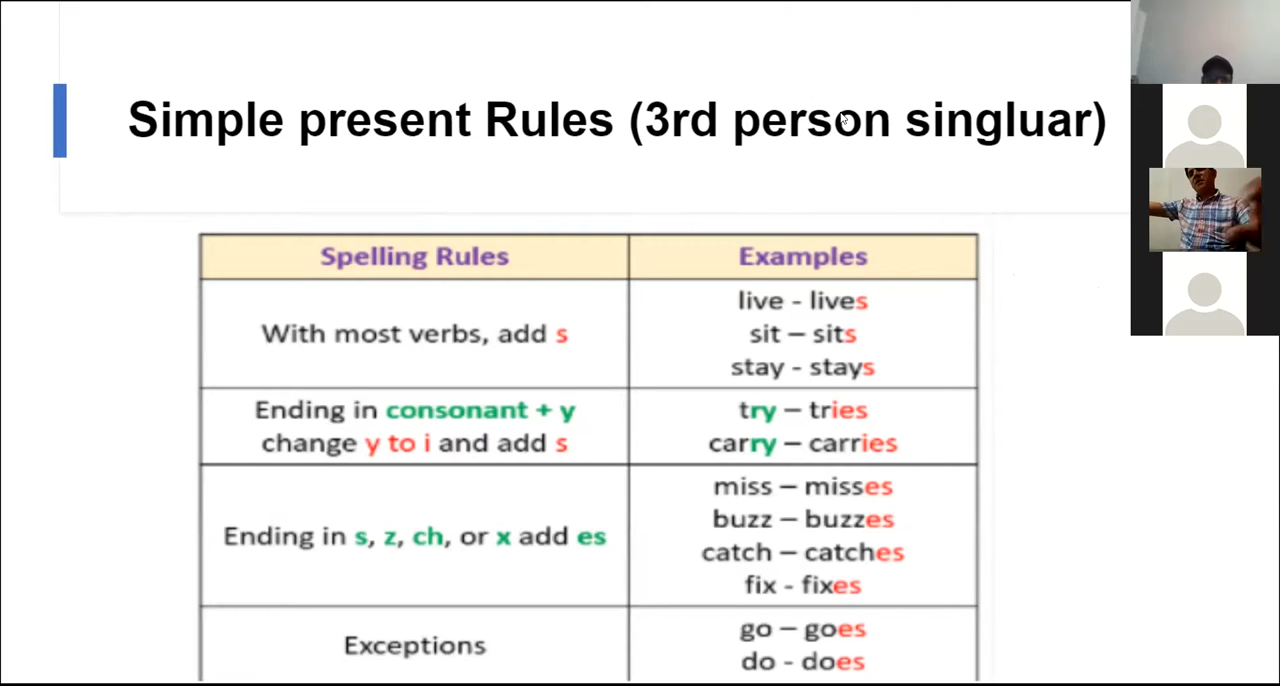 Simple present Rules (3rd person singluar)
Spelling Rules
Examples
With most verbs, add s
live - lives
sit – sits
stay - stays
Ending in consonant + y
change y to i and add s
try – tries
carry – carries
Ending in s, z, ch, or x add es
miss – misses
buzz – buzzes
catch – catches
fix - fixes
Exceptions
go – goes
do - does